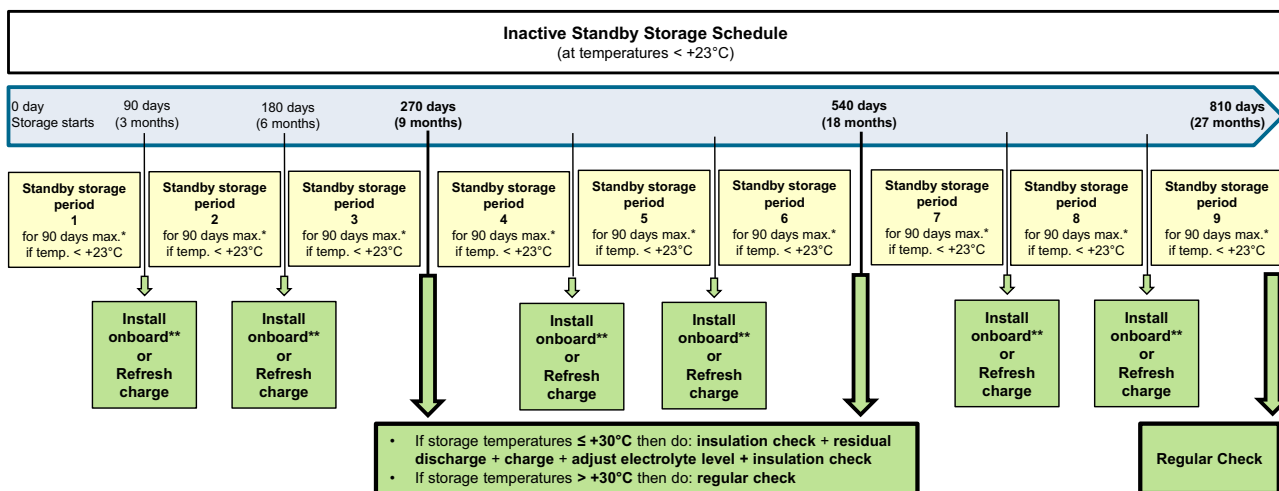 Inactive Standby Storage Schedule
(at temperatures < +23°C)
0 day
Storage starts
90 days
(3 months)
180 days
(6 months)
270 days
(9 months)
540 days
(18 months)
810 days
(27 months)
Standby storage
period
1
for 90 days max.*
if temp. < +23°C
Standby storage
period
2
for 90 days max.*
if temp. < +23°C
Standby storage
period
3
for 90 days max.*
if temp. < +23°C
Standby storage
period
4
for 90 days max.*
if temp. < +23°C
Standby storage
period
5
for 90 days max.*
if temp. < +23°C
Standby storage
period
6
for 90 days max.*
if temp. < +23°C
Standby storage
period
7
for 90 days max.*
if temp. < +23°C
Standby storage
period
8
for 90 days max.*
if temp. < +23°C
Standby storage
period
9
for 90 days max.*
if temp. < +23°C
Install
onboard**
or
Refresh
charge
Install
onboard**
or
Refresh
charge
Install
onboard**
or
Refresh
charge
Install
onboard**
or
Refresh
charge
Install
onboard**
or
Refresh
charge
Install
onboard**
or
Refresh
charge
• If storage temperatures ≤ +30°C then do: insulation check + residual
discharge + charge + adjust electrolyte level + insulation check
• If storage temperatures > +30°C then do: regular check
Regular Check